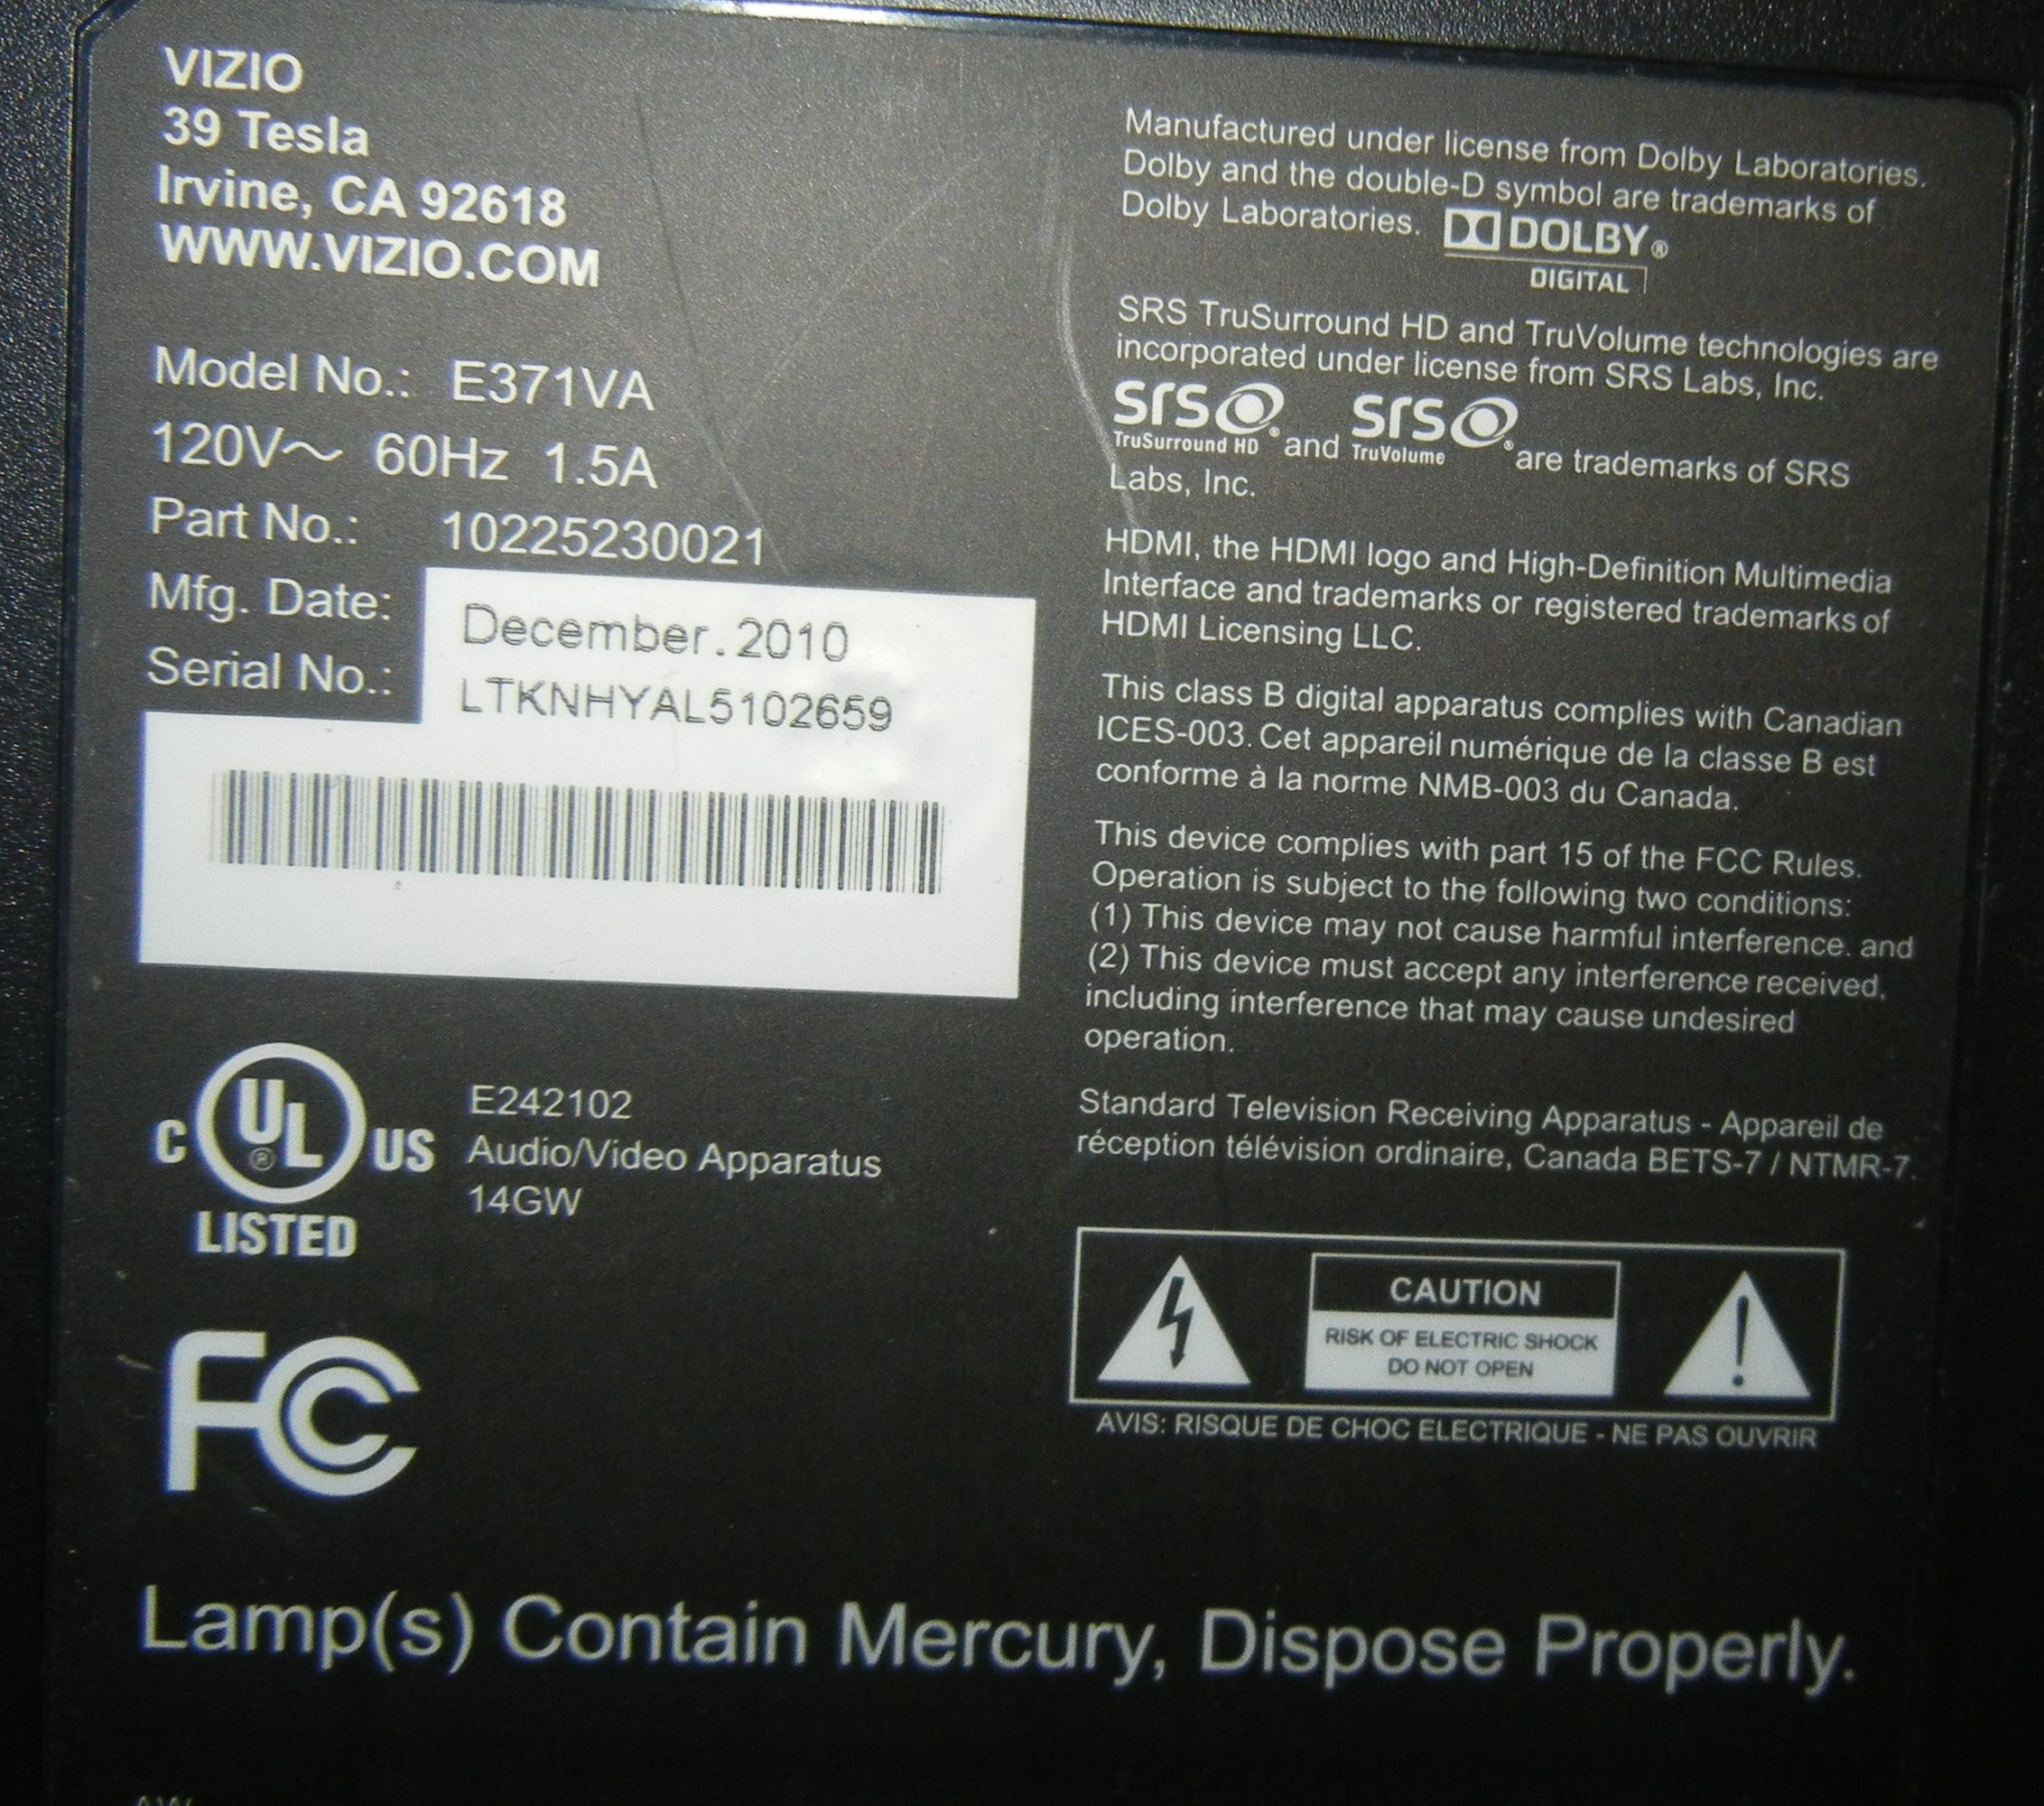 VIZIO
39 Tesla
Irvine, CA 92618
WWW.VIZIO.COM
Model No.: E371VA
120V～ 60Hz 1.5A
Part No.: 10225230021
Mfg. Date: December.2010
Serial No.: LTKNHYAL5102659
C UL ® US
LISTED
E242102
Audio/Video Apparatus
14GW
FC
Manufactured under license from Dolby Laboratories.
Dolby and the double-D symbol are trademarks of
Dolby Laboratories. DOLBY®
DIGITAL
SRS TruSurround HD and TruVolume technologies are
incorporated under license from SRS Labs, Inc.
SRS TruSurround HD® and SRS TruVolume® are trademarks of SRS
Labs, Inc.
HDMI, the HDMI logo and High-Definition Multimedia
Interface and trademarks or registered trademarks of
HDMI Licensing LLC.
This class B digital apparatus complies with Canadian
ICES-003. Cet appareil numérique de la classe B est
conforme à la norme NMB-003 du Canada.
This device complies with part 15 of the FCC Rules.
Operation is subject to the following two conditions:
(1) This device may not cause harmful interference. and
(2) This device must accept any interference received,
including interference that may cause undesired
operation.
Standard Television Receiving Apparatus - Appareil de
réception télévision ordinaire, Canada BETS-7 / NTMR-7.
CAUTION
RISK OF ELECTRIC SHOCK
DO NOT OPEN
AVIS: RISQUE DE CHOC ELECTRIQUE - NE PAS OUVRIR
Lamp(s) Contain Mercury, Dispose Properly.